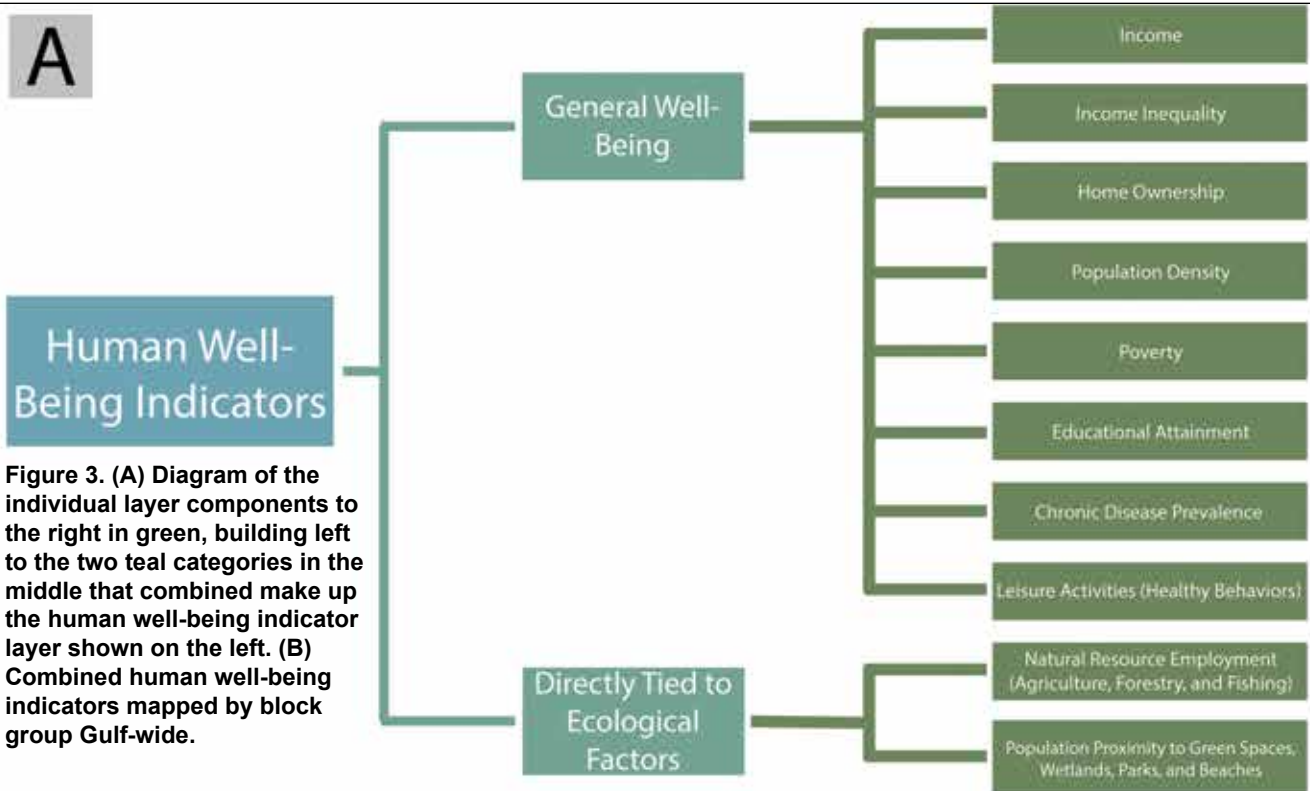 A
Human Well-
Being Indicators
General Well-
Being
Income
Income Inequality
Home Ownership
Population Density
Poverty
Educational Attainment
Chronic Disease Prevalence
Leisure Activities (Healthy Behaviors)
Directly Tied to
Ecological
Factors
Natural Resource Employment
(Agriculture, Forestry, and Fishing)
Population Proximity to Green Spaces,
Wetlands, Parks, and Beaches
Figure 3. (A) Diagram of the
individual layer components to
the right in green, building left
to the two teal categories in the
middle that combined make up
the human well-being indicator
layer shown on the left. (B)
Combined human well-being
indicators mapped by block
group Gulf-wide.